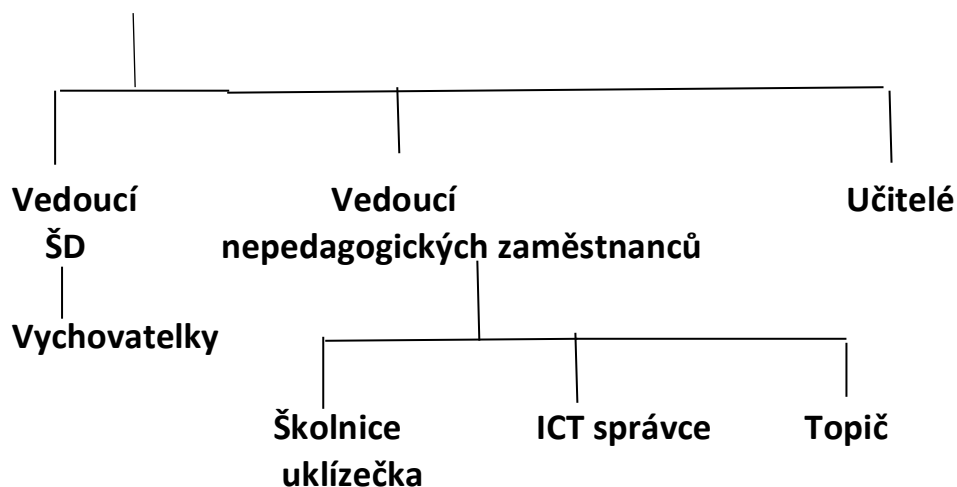 Vedoucí Vedoucí Učitelé
ŠD nepedagogických zaměstnanců
Vychovatelky
Školnice ICT správce Topič
uklízečka